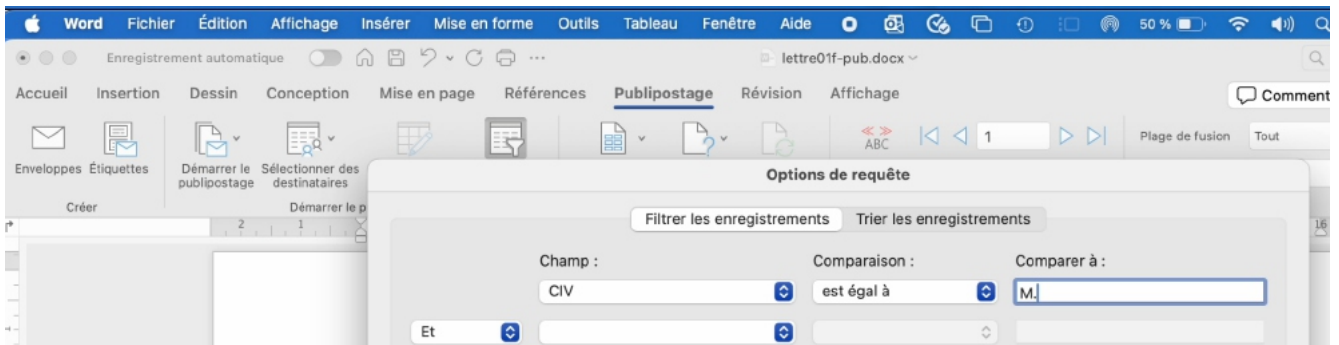 Word Fichier Édition Affichage Insérer Mise en forme Outils Tableau Fenêtre Aide 50 %
Enregistrement automatique lettre01f-pub.docx
Accueil Insertion Dessin Conception Mise en page Références Publipostage Révision Affichage Comment
ABC 1 Plage de fusion Tout
Enveloppes Étiquettes Démarrer le publipostage Sélectionner des destinataires
Créer Démarrer le p
Options de requête
2 1 16
Filtrer les enregistrements Trier les enregistrements
Champ : Comparaison : Comparer à :
CIV est égal à M.
Et